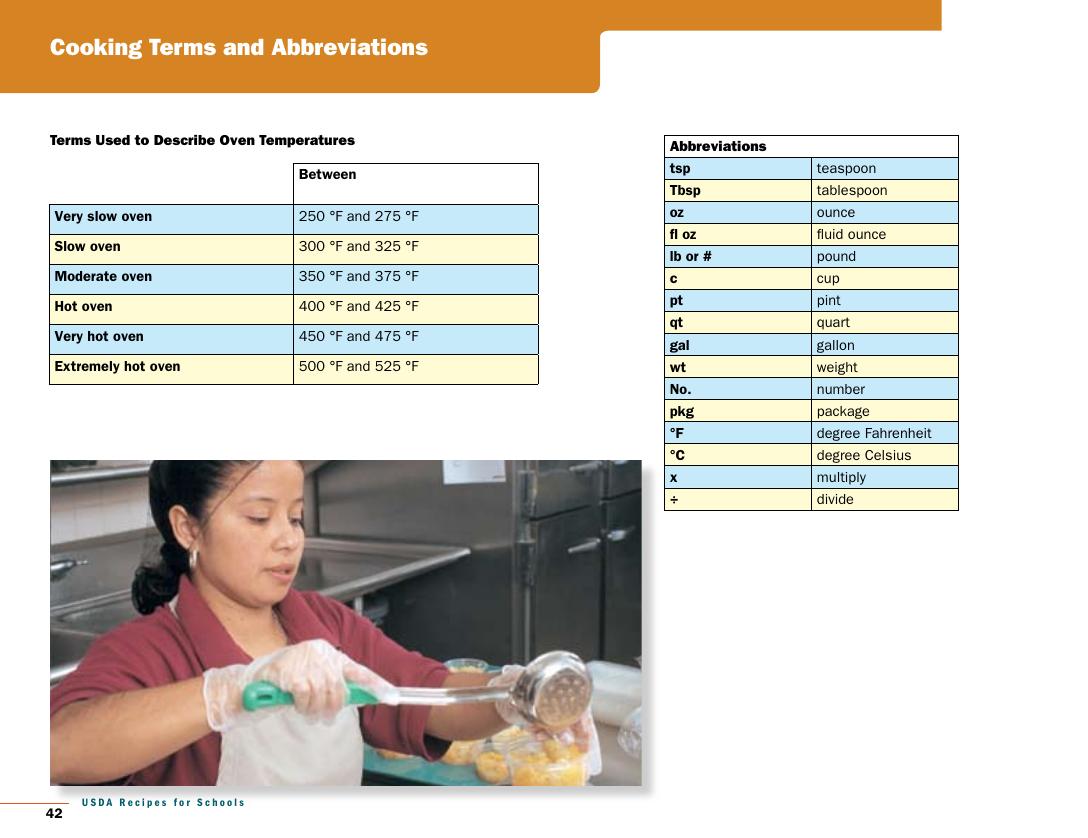 Cooking Terms and Abbreviations
Terms Used to Describe Oven Temperatures
Between
Very slow oven 250 °F and 275 °F
Slow oven 300 °F and 325 °F
Moderate oven 350 °F and 375 °F
Hot oven 400 °F and 425 °F
Very hot oven 450 °F and 475 °F
Extremely hot oven 500 °F and 525 °F
Abbreviations
tsp teaspoon
Tbsp tablespoon
oz ounce
fl oz fluid ounce
lb or # pound
c cup
pt pint
qt quart
gal gallon
wt weight
No. number
pkg package
°F degree Fahrenheit
°C degree Celsius
x multiply
÷ divide
USDA Recipes for Schools
42